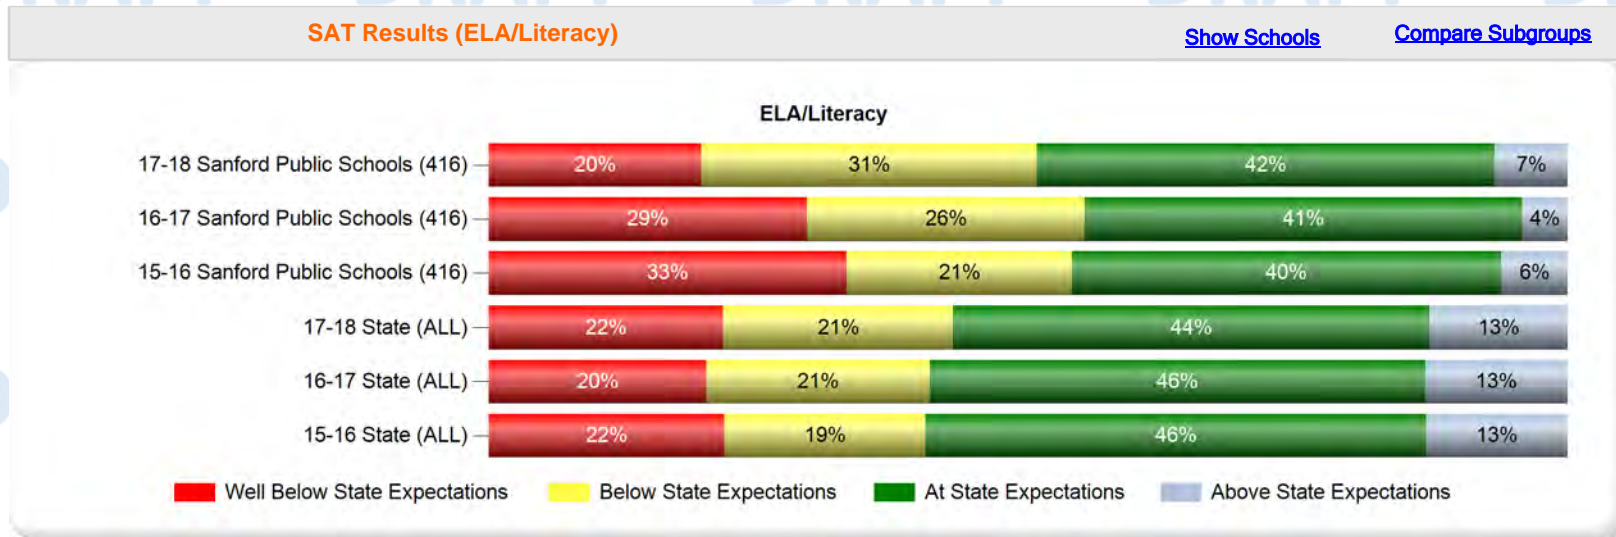 SAT Results (ELA/Literacy) Show Schools Compare Subgroups
ELA/Literacy
17-18 Sanford Public Schools (416) 20% 31% 42% 7%
16-17 Sanford Public Schools (416) 29% 26% 41% 4%
15-16 Sanford Public Schools (416) 33% 21% 40% 6%
17-18 State (ALL) 22% 21% 44% 13%
16-17 State (ALL) 20% 21% 46% 13%
15-16 State (ALL) 22% 19% 46% 13%
Well Below State Expectations Below State Expectations At State Expectations Above State Expectations